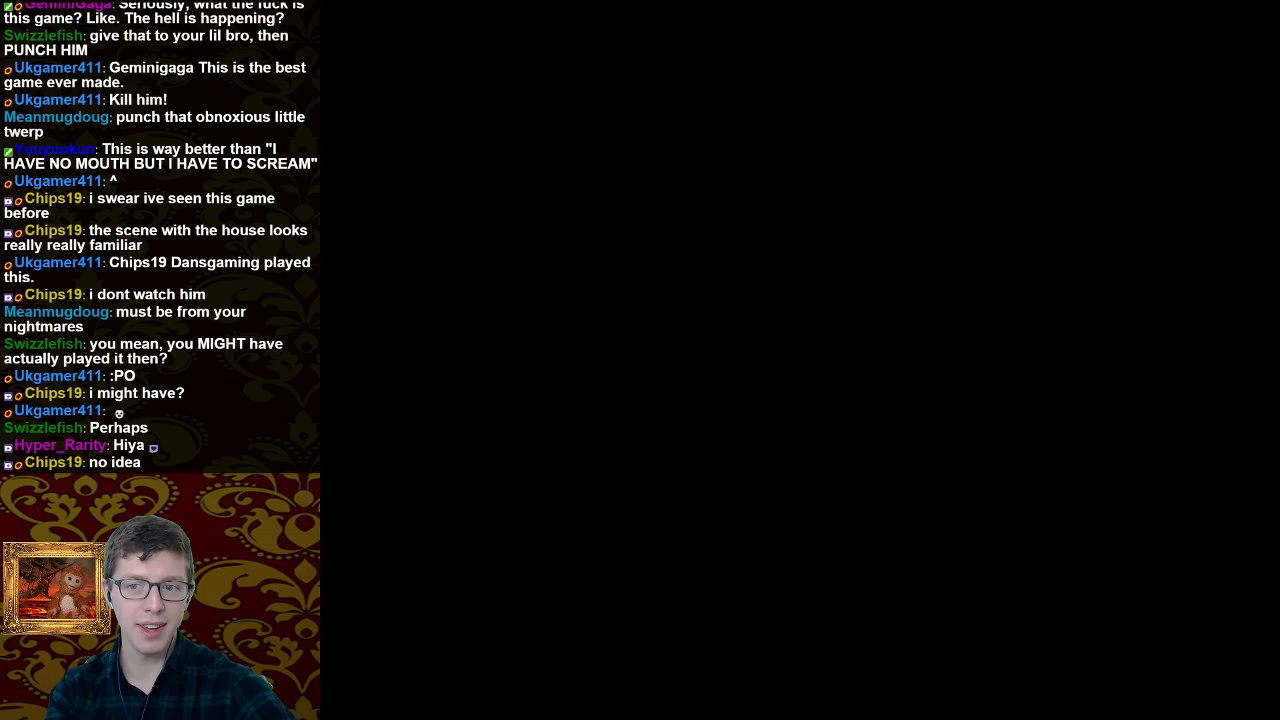 GeminiGaga: Seriously, what the fuck is
this game? Like. The hell is happening?
Swizzlefish: give that to your lil bro, then
PUNCH HIM
Ukgamer411: Geminigaga This is the best
game ever made.
Ukgamer411: Kill him!
Meanmugdoug: punch that obnoxious little
twerp
Yuuyuukun: This is way better than "I
HAVE NO MOUTH BUT I HAVE TO SCREAM"
Ukgamer411: ^
Chips19: i swear ive seen this game
before
Chips19: the scene with the house looks
really really familiar
Ukgamer411: Chips19 Dansgaming played
this.
Chips19: i dont watch him
Meanmugdoug: must be from your
nightmares
Swizzlefish: you mean, you MIGHT have
actually played it then?
Ukgamer411: :PO
Chips19: i might have?
Ukgamer411:
Swizzlefish: Perhaps
Hyper_Rarity: Hiya
Chips19: no idea